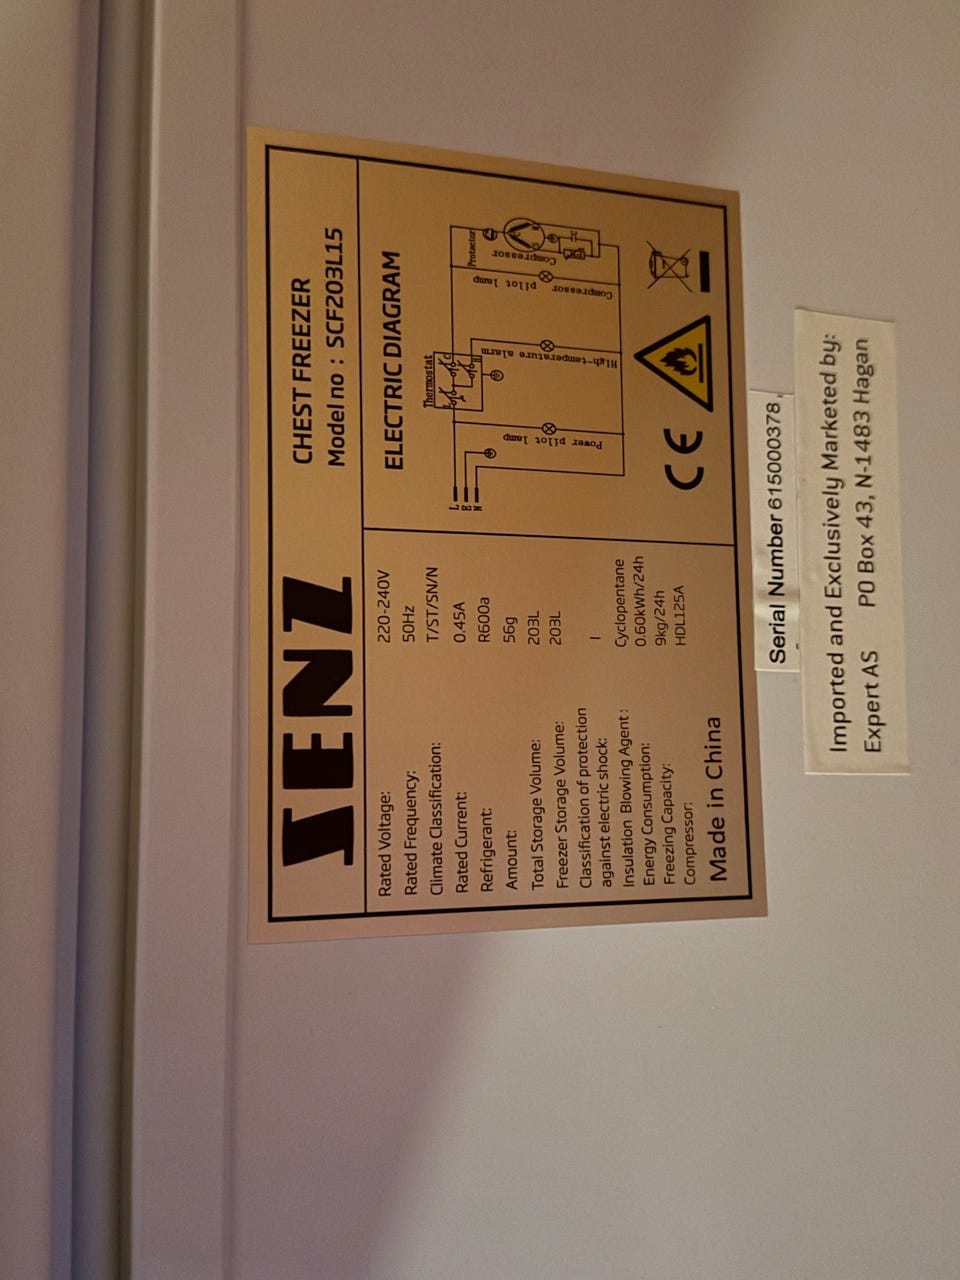 SENZ
CHEST FREEZER
Model no : SCF203L15
Rated Voltage: 220-240V
Rated Frequency: 50Hz
Climate Classification: T/ST/SN/N
Rated Current: 0.45A
Refrigerant: R600a
Amount: 56g
Total Storage Volume: 203L
Freezer Storage Volume: 203L
Classification of protection
against electric shock: I
Insulation Blowing Agent : Cyclopentane
Energy Consumption: 0.60kWh/24h
Freezing Capacity: 9kg/24h
Compressor: HDL125A
Made in China
ELECTRIC DIAGRAM
L
E
N
Thermostat
Power pilot lamp
High-temperature alarm
Compressor pilot lamp
Compressor
Protector
CE
Serial Number 615000378
Imported and Exclusively Marketed by:
Expert AS PO Box 43, N-1483 Hagan